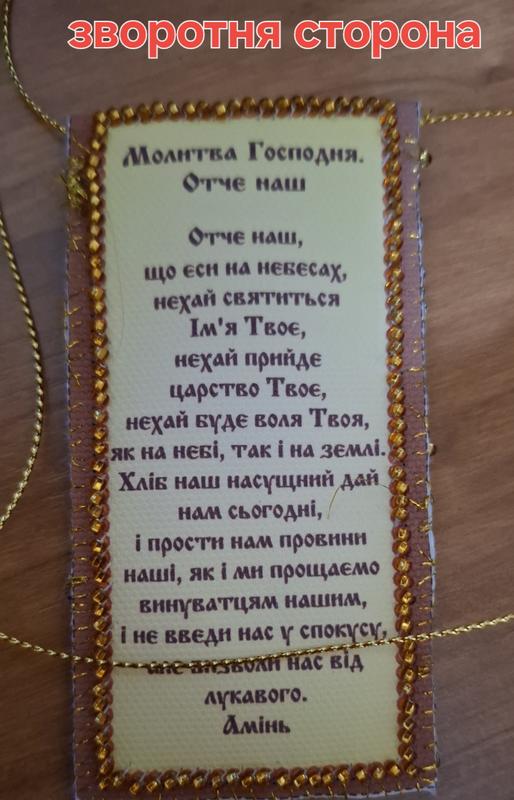 зворотня сторона
Молитва Господня.
Отче наш
Отче наш,
що єси на небесах,
нехай святиться
Ім'я Твоє,
нехай прийде
царство Твоє,
нехай буде воля Твоя,
як на небі, так і на землі.
Хліб наш насущний дай
нам сьогодні,
і прости нам провини
наші, як і ми прощаємо
винуватцям нашим,
і не введи нас у спокусу,
але визволи нас від
лукавого.
Амінь